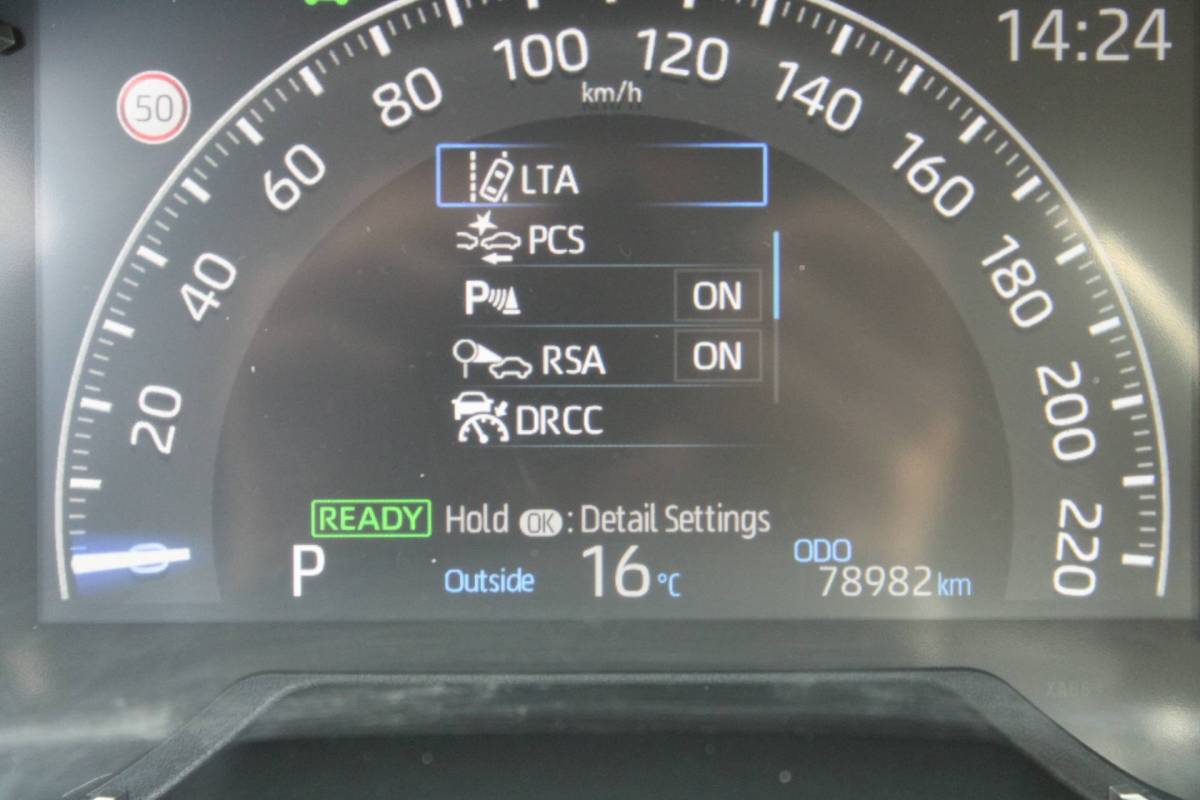 14:24
50
0
20
40
60
80
100
120
140
160
180
200
220
km/h
LTA
PCS
P ON
RSA ON
DRCC
READY Hold OK : Detail Settings
P Outside 16 °C
ODO
78982 km